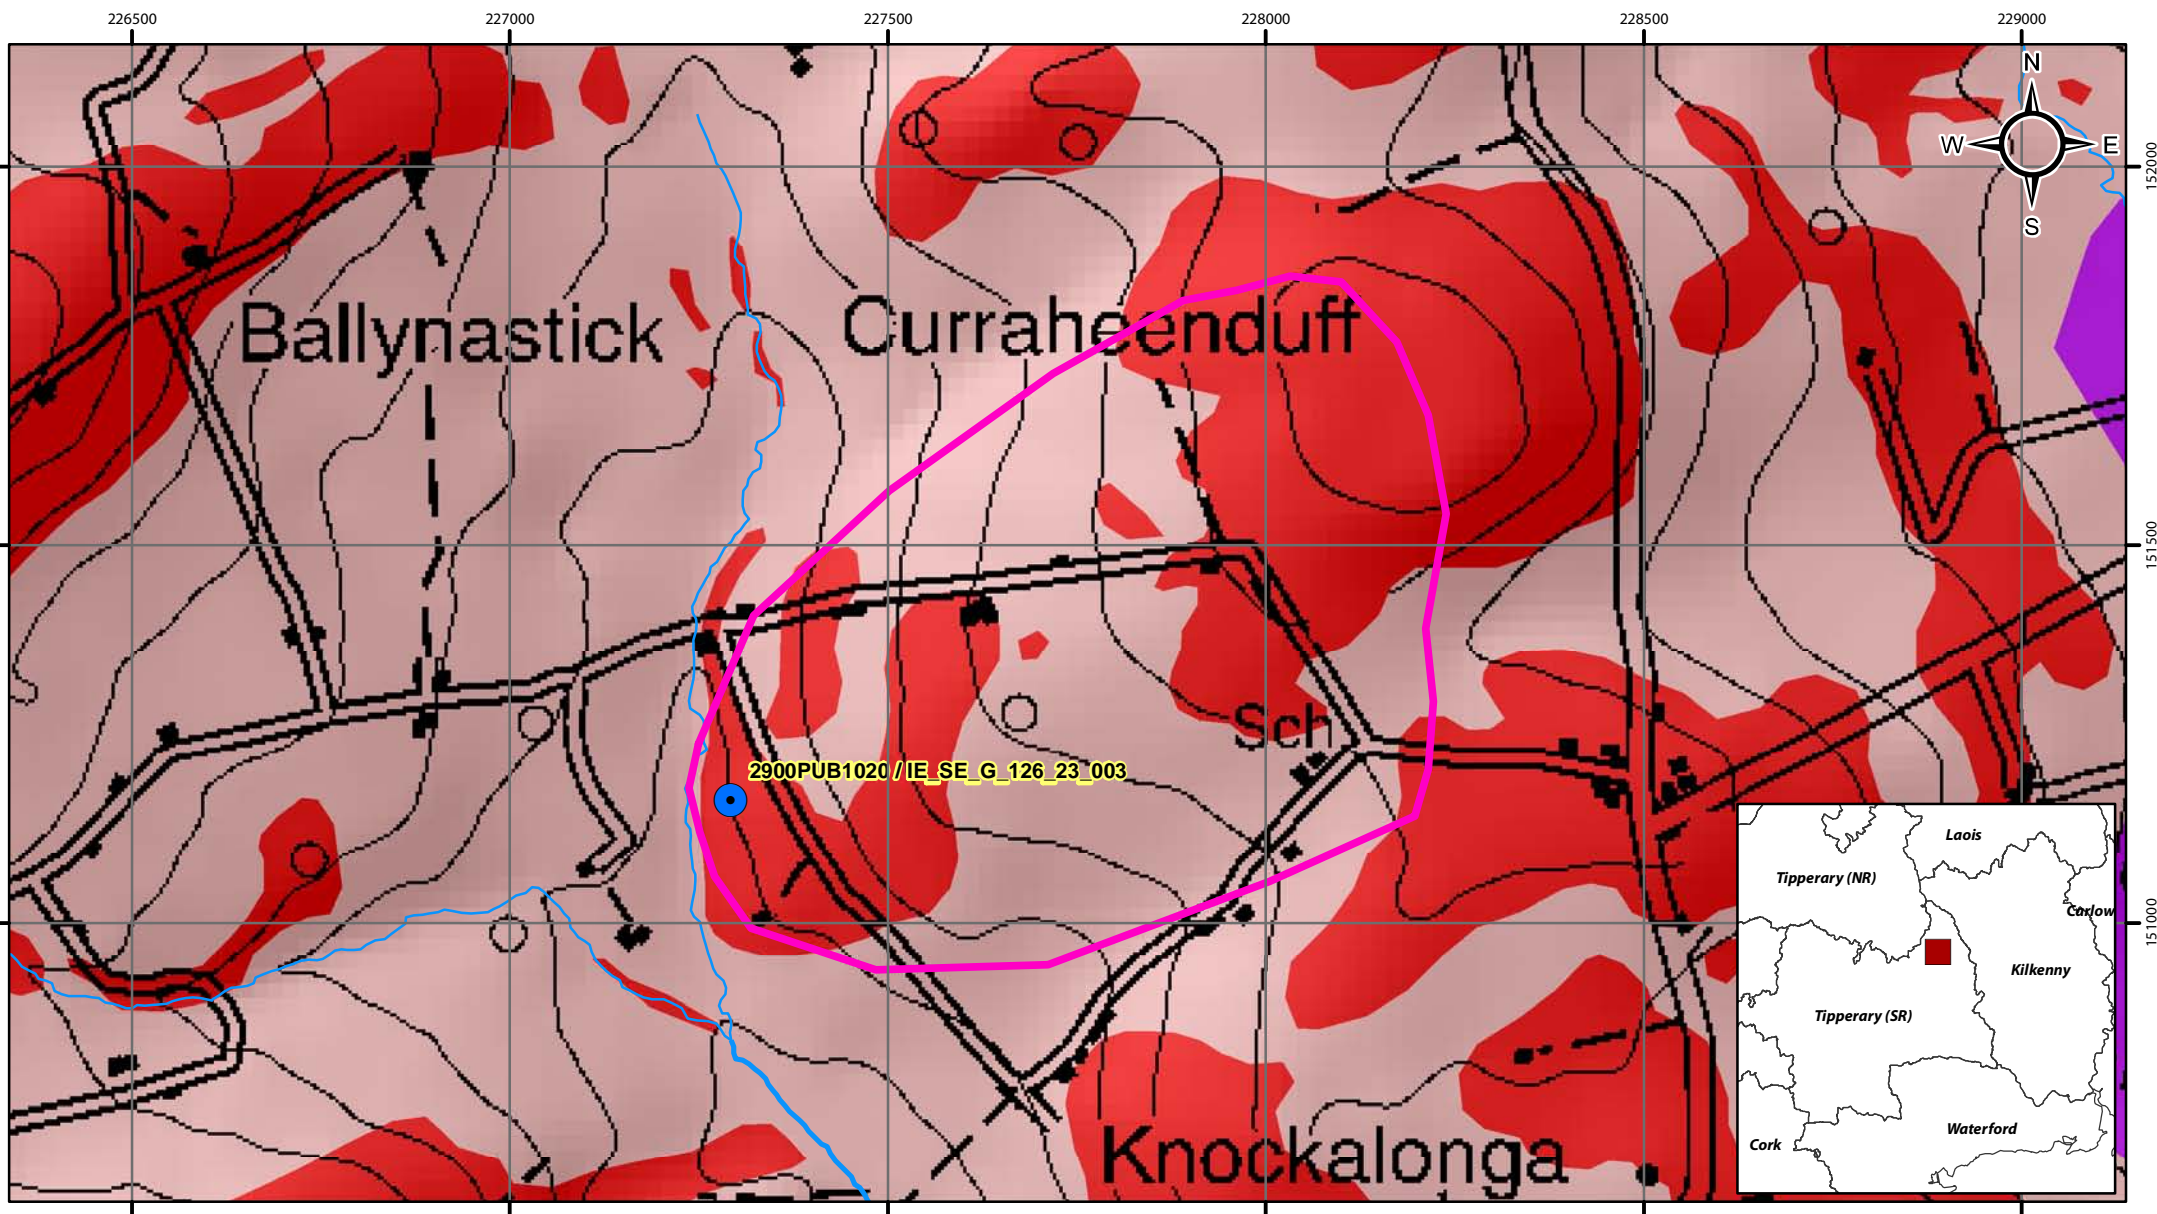 226500 227000 227500 228000 228500 229000
N
W E
S
152000
Ballynastick
Curraheenduff
151500
Sch
2900PUB1020 / IE_SE_G_126_23_003
151000
Knockalonga
Laois
Tipperary (NR)
Carlow
Kilkenny
Tipperary (SR)
Waterford
Cork